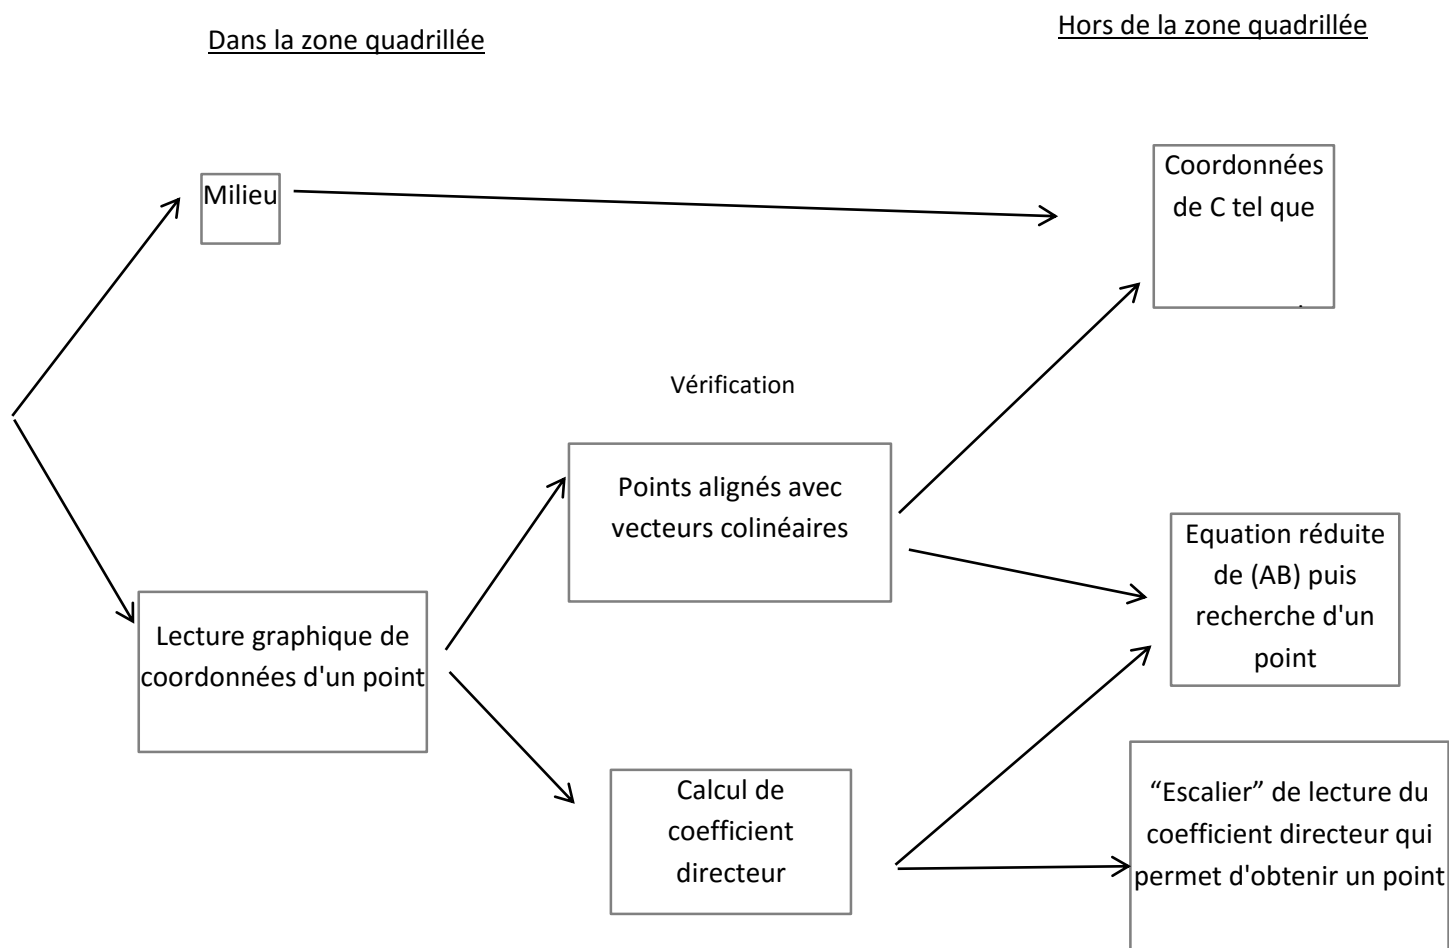 Dans la zone quadrillée
Hors de la zone quadrillée
Milieu
Coordonnées
de C tel que
Vérification
Points alignés avec
vecteurs colinéaires
Equation réduite
de (AB) puis
recherche d'un
point
Lecture graphique de
coordonnées d'un point
Calcul de
coefficient
directeur
“Escalier” de lecture du
coefficient directeur qui
permet d'obtenir un point